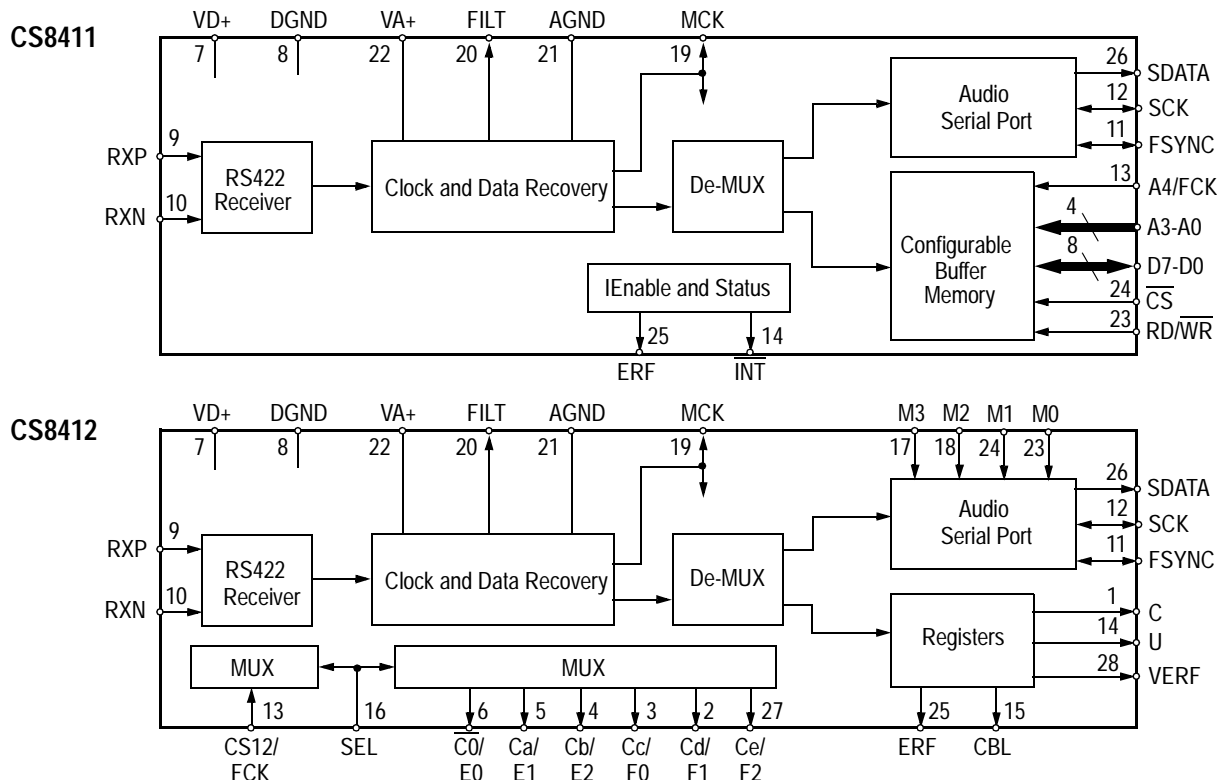 CS8411
VD+ DGND VA+ FILT AGND MCK
7 8 22 20 21 19
26 SDATA
Audio
Serial Port
12 SCK
11 FSYNC
RXP 9
RXN 10
RS422
Receiver
Clock and Data Recovery
De-MUX
13 A4/FCK
4 A3-A0
8 D7-D0
Configurable
Buffer
Memory
24 C̅S̅
23 RD/W̅R̅
IEnable and Status
25 14
ERF I̅N̅T̅
CS8412
VD+ DGND VA+ FILT AGND MCK M3 M2 M1 M0
7 8 22 20 21 19 17 18 24 23
26 SDATA
Audio
Serial Port
12 SCK
11 FSYNC
RXP 9
RXN 10
RS422
Receiver
Clock and Data Recovery
De-MUX
Registers
1 C
14 U
28 VERF
MUX MUX
13 16 6 5 4 3 2 27 25 15
CS12/ SEL C̅0̅/ Ca/ Cb/ Cc/ Cd/ Ce/ ERF CBL
FCK E0 E1 E2 F0 F1 F2